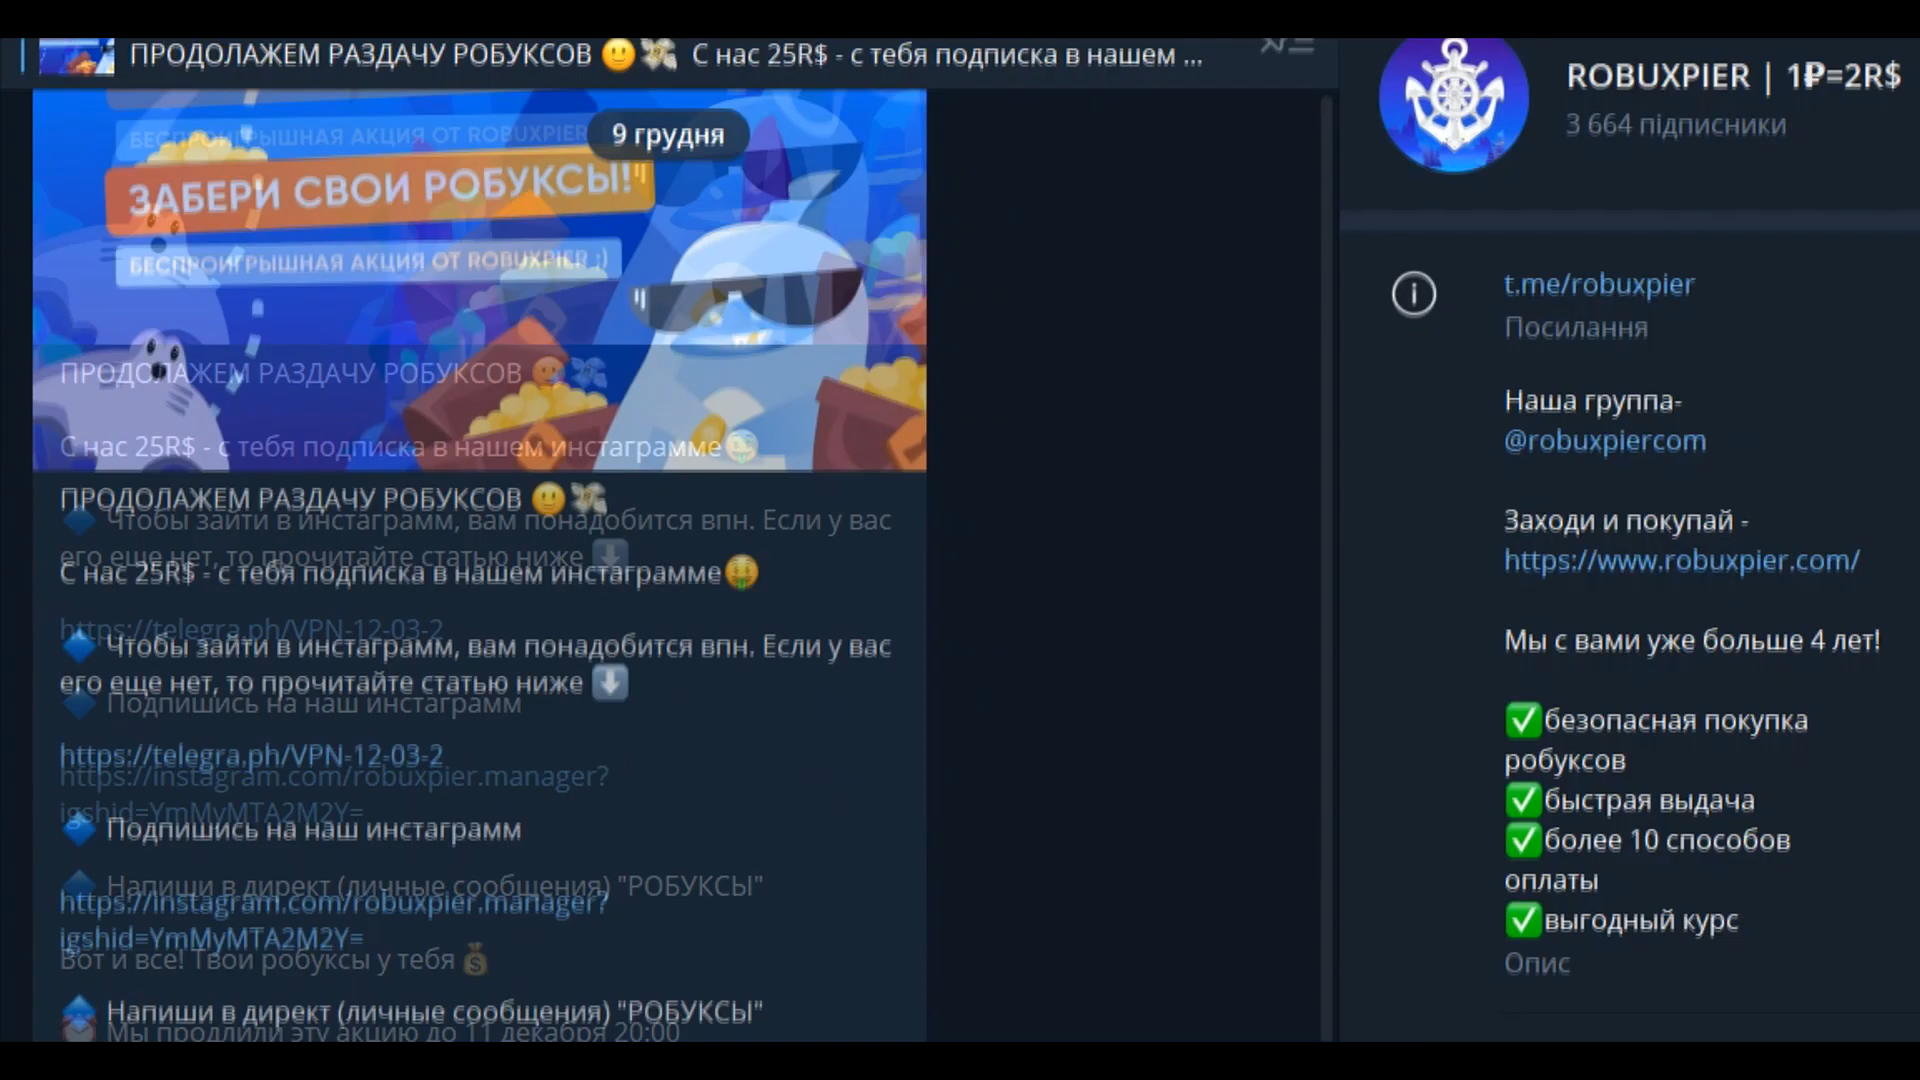 ПРОДОЛАЖЕМ РАЗДАЧУ РОБУКСОВ 🙂💸 С нас 25R$ - с тебя подписка в нашем ...
БЕСПРОИГРЫШНАЯ АКЦИЯ ОТ ROBUXPIER
9 грудня
ЗАБЕРИ СВОИ РОБУКСЫ!
БЕСПРОИГРЫШНАЯ АКЦИЯ ОТ ROBUXPIER ;)
ПРОДОЛАЖЕМ РАЗДАЧУ РОБУКСОВ 🙂💸
С нас 25R$ - с тебя подписка в нашем инстаграмме🤑
ПРОДОЛАЖЕМ РАЗДАЧУ РОБУКСОВ 🙂💸
🔷 Чтобы зайти в инстаграмм, вам понадобится впн. Если у вас
его еще нет, то прочитайте статью ниже ⬇️
С нас 25R$ - с тебя подписка в нашем инстаграмме🤑
https://telegra.ph/VPN-12-03-2
🔷 Чтобы зайти в инстаграмм, вам понадобится впн. Если у вас
его еще нет, то прочитайте статью ниже ⬇️
🔷 Подпишись на наш инстаграмм
https://telegra.ph/VPN-12-03-2
https://instagram.com/robuxpier.manager?
igshid=YmMyMTA2M2Y=
🔷 Подпишись на наш инстаграмм
🔷 Напиши в директ (личные сообщения) "РОБУКСЫ"
https://instagram.com/robuxpier.manager?
igshid=YmMyMTA2M2Y=
Вот и все! Твои робуксы у тебя 💰
🔷 Напиши в директ (личные сообщения) "РОБУКСЫ"
⏰ Мы продлили эту акцию до 11 декабря 20:00
ROBUXPIER | 1₽=2R$
3 664 підписники
t.me/robuxpier
Посилання
Наша группа-
@robuxpiercom
Заходи и покупай -
https://www.robuxpier.com/
Мы с вами уже больше 4 лет!
✅безопасная покупка
робуксов
✅быстрая выдача
✅более 10 способов
оплаты
✅выгодный курс
Опис